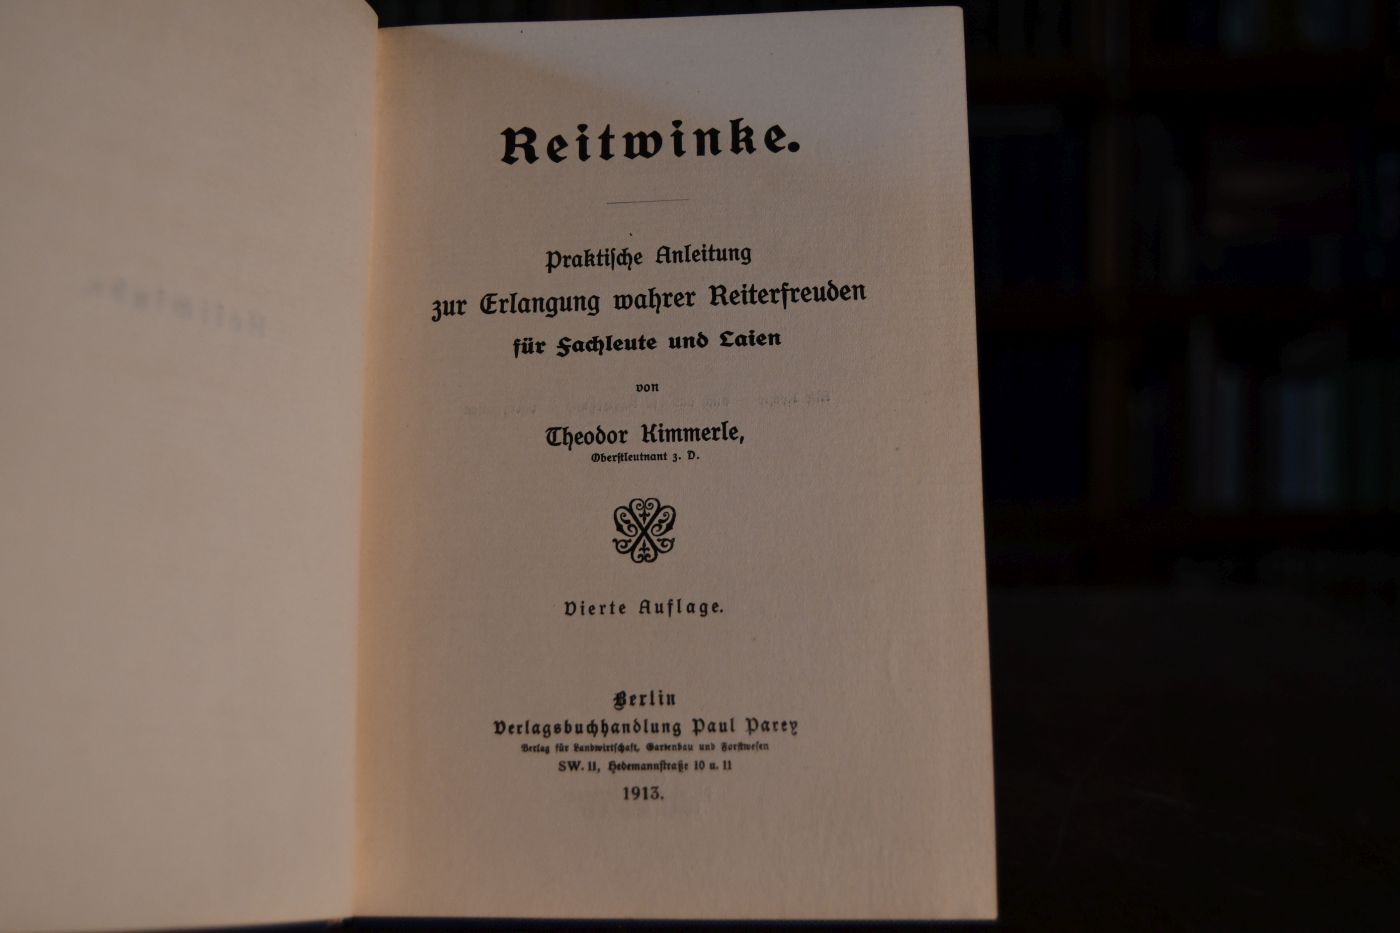 Reitwinke.
Praktiſche Anleitung
zur Erlangung wahrer Reiterfreuden
für Fachleute und Laien
von
Theodor Kimmerle,
Oberſtleutnant z. D.
Vierte Auflage.
Berlin
Verlagsbuchhandlung Paul Parey
Verlag für Landwirtſchaft, Gartenbau und Forſtweſen
SW. 11, Hedemannſtraße 10 u. 11
1913.